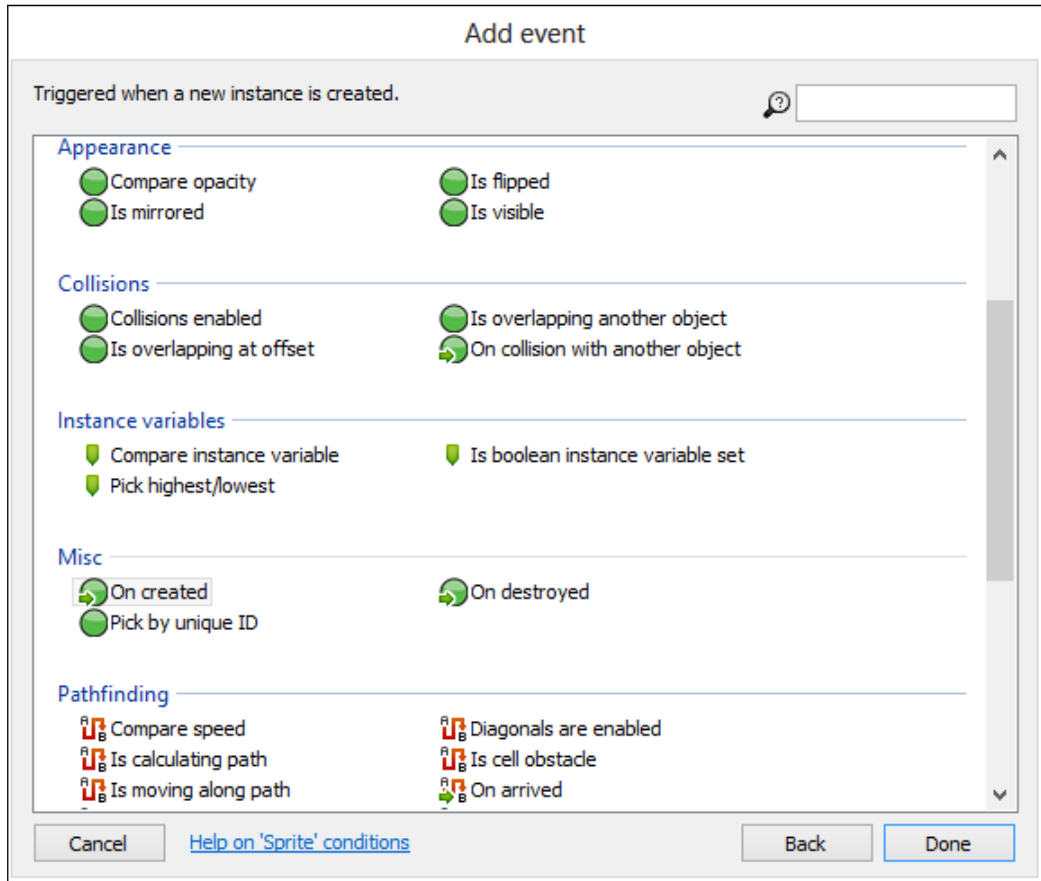 Add event
Triggered when a new instance is created.
Appearance
Compare opacity
Is flipped
Is mirrored
Is visible
Collisions
Collisions enabled
Is overlapping another object
Is overlapping at offset
On collision with another object
Instance variables
Compare instance variable
Is boolean instance variable set
Pick highest/lowest
Misc
On created
On destroyed
Pick by unique ID
Pathfinding
A B Compare speed
A B Diagonals are enabled
A B Is calculating path
A B Is cell obstacle
A B Is moving along path
A B On arrived
Cancel
Help on 'Sprite' conditions
Back
Done